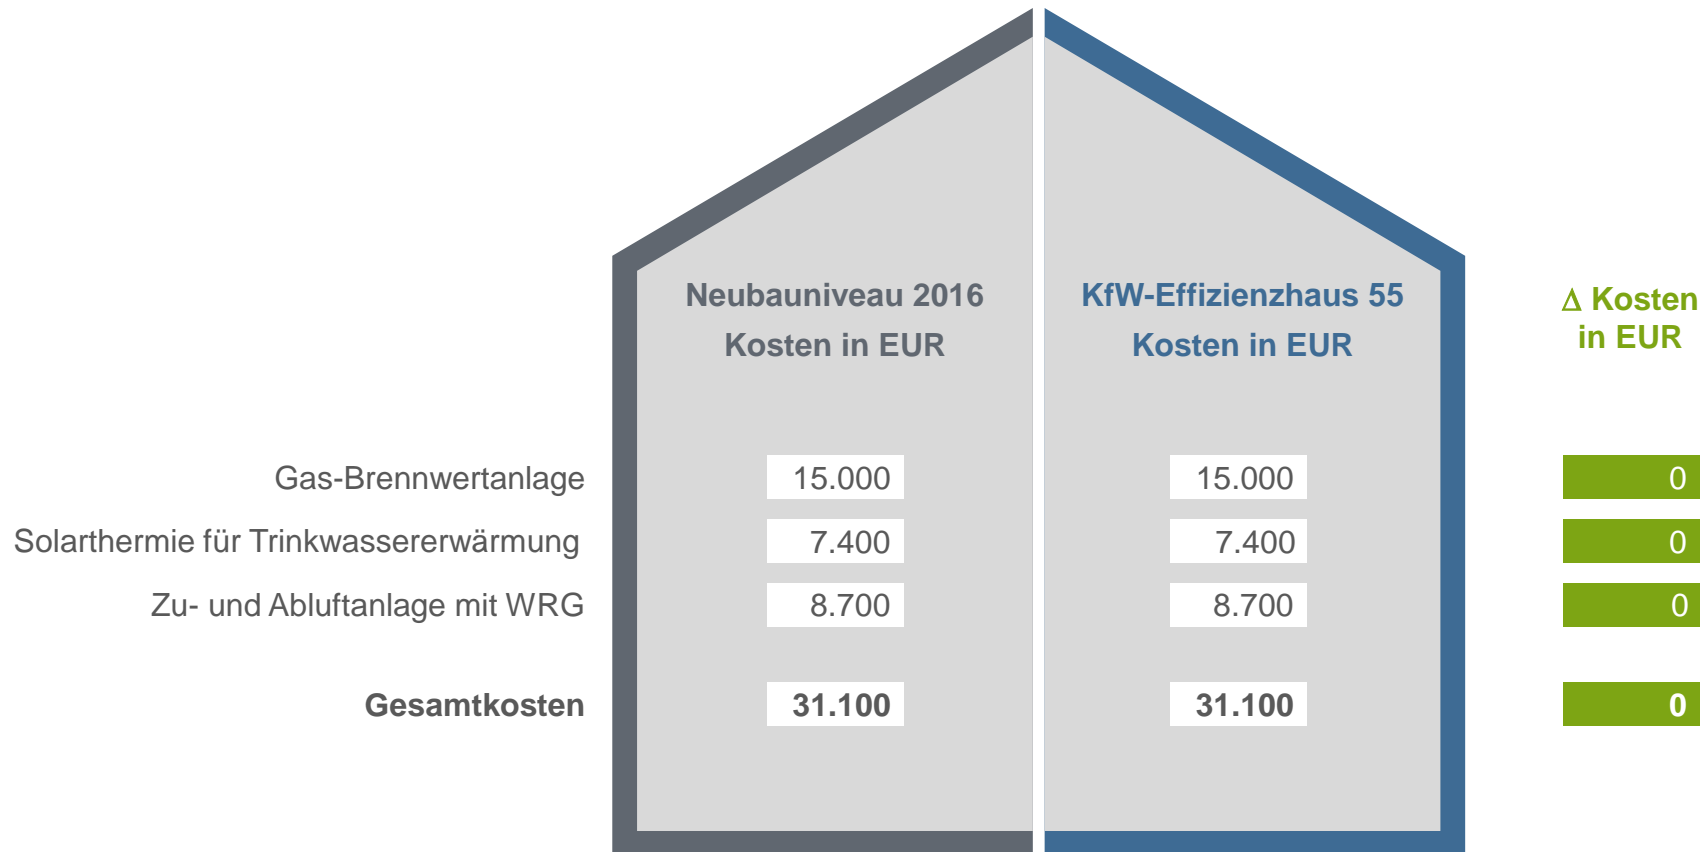 Neubauniveau 2016
Kosten in EUR
KfW-Effizienzhaus 55
Kosten in EUR
Δ Kosten
in EUR
Gas-Brennwertanlage 15.000 15.000 0
Solarthermie für Trinkwassererwärmung 7.400 7.400 0
Zu- und Abluftanlage mit WRG 8.700 8.700 0
Gesamtkosten 31.100 31.100 0